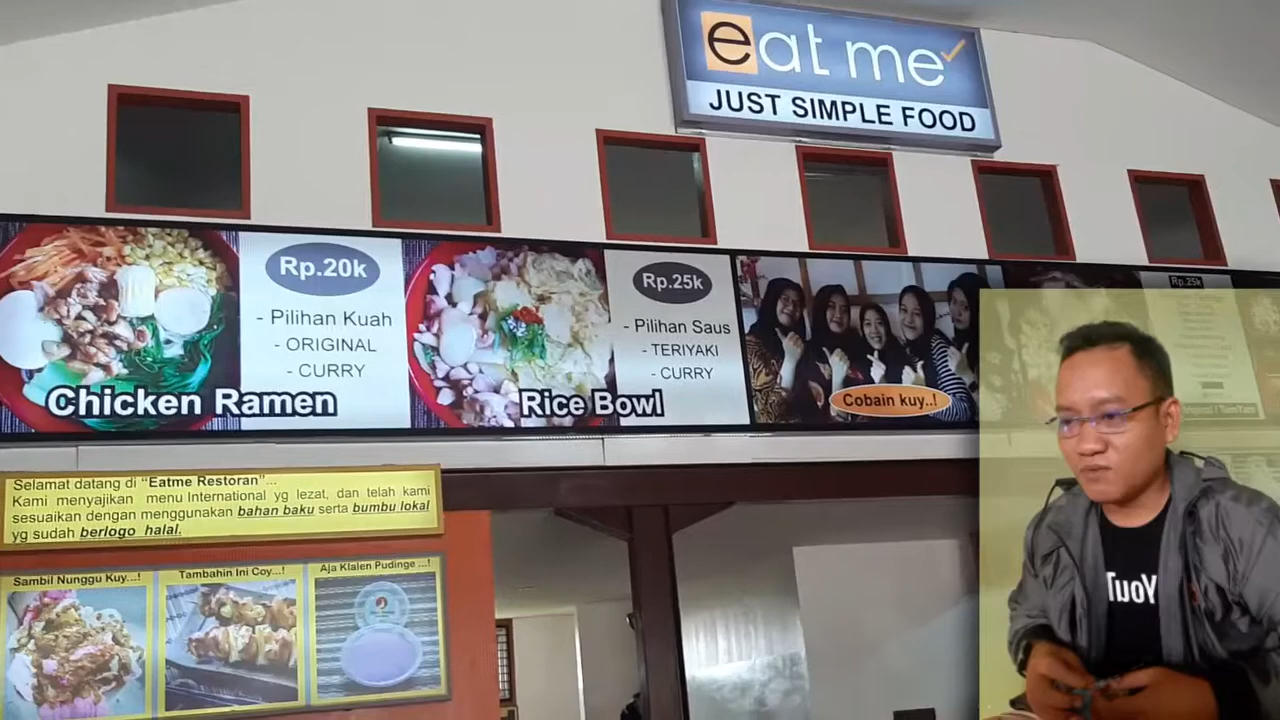 eat me
JUST SIMPLE FOOD
Rp.20k
- Pilihan Kuah
- ORIGINAL
- CURRY
Chicken Ramen
Rp.25k
- Pilihan Saus
- TERIYAKI
- CURRY
Rice Bowl
Cobain kuy..!
Rp.25k
Selamat datang di “Eatme Restoran”...
Kami menyajikan menu International yg lezat, dan telah kami
sesuaikan dengan menggunakan bahan baku serta bumbu lokal
yg sudah berlogo halal.
Sambil Nunggu Kuy...!
Tambahin Ini Coy...!
Aja Klalen Pudinge ...!
TuoY